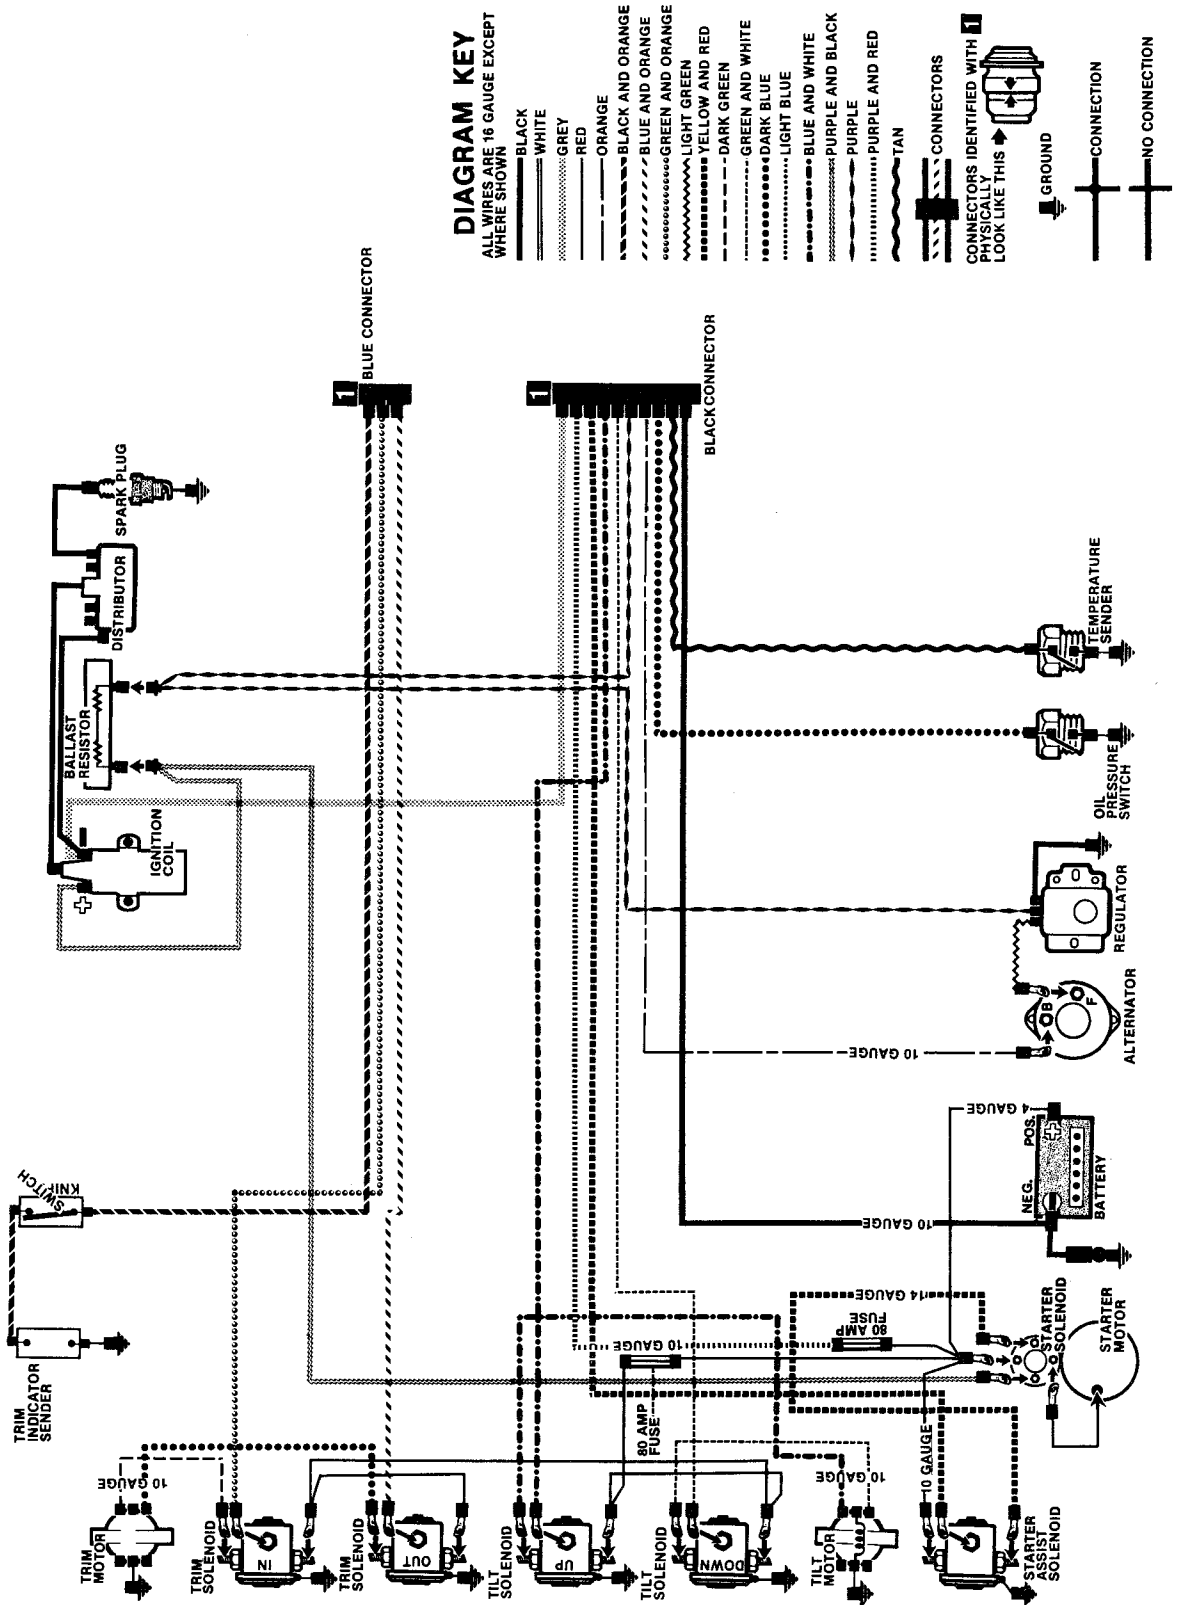 DIAGRAM KEY
ALL WIRES ARE 16 GAUGE EXCEPT
WHERE SHOWN
BLACK
WHITE
GREY
RED
ORANGE
BLACK AND ORANGE
BLUE AND ORANGE
GREEN AND ORANGE
LIGHT GREEN
YELLOW AND RED
DARK GREEN
GREEN AND WHITE
DARK BLUE
LIGHT BLUE
BLUE AND WHITE
PURPLE AND BLACK
PURPLE
PURPLE AND RED
TAN
CONNECTORS
CONNECTORS IDENTIFIED WITH 1
PHYSICALLY
LOOK LIKE THIS
GROUND
CONNECTION
NO CONNECTION
1
BLUE CONNECTOR
1
BLACK CONNECTOR
SPARK PLUG
DISTRIBUTOR
BALLAST
RESISTOR
IGNITION
COIL
+
−
TEMPERATURE
SENDER
OIL
PRESSURE
SWITCH
REGULATOR
ALTERNATOR
B
F
10 GAUGE
4 GAUGE
POS.
+
NEG.
BATTERY
10 GAUGE
KNIFE
SWITCH
TRIM
INDICATOR
SENDER
14 GAUGE
80 AMP
FUSE
STARTER
SOLENOID
STARTER
MOTOR
10 GAUGE
80 AMP
FUSE
10 GAUGE
10 GAUGE
TRIM
MOTOR
TRIM
SOLENOID
IN
TRIM
SOLENOID
OUT
TILT
SOLENOID
UP
TILT
SOLENOID
DOWN
TILT
MOTOR
10 GAUGE
STARTER
ASSIST
SOLENOID